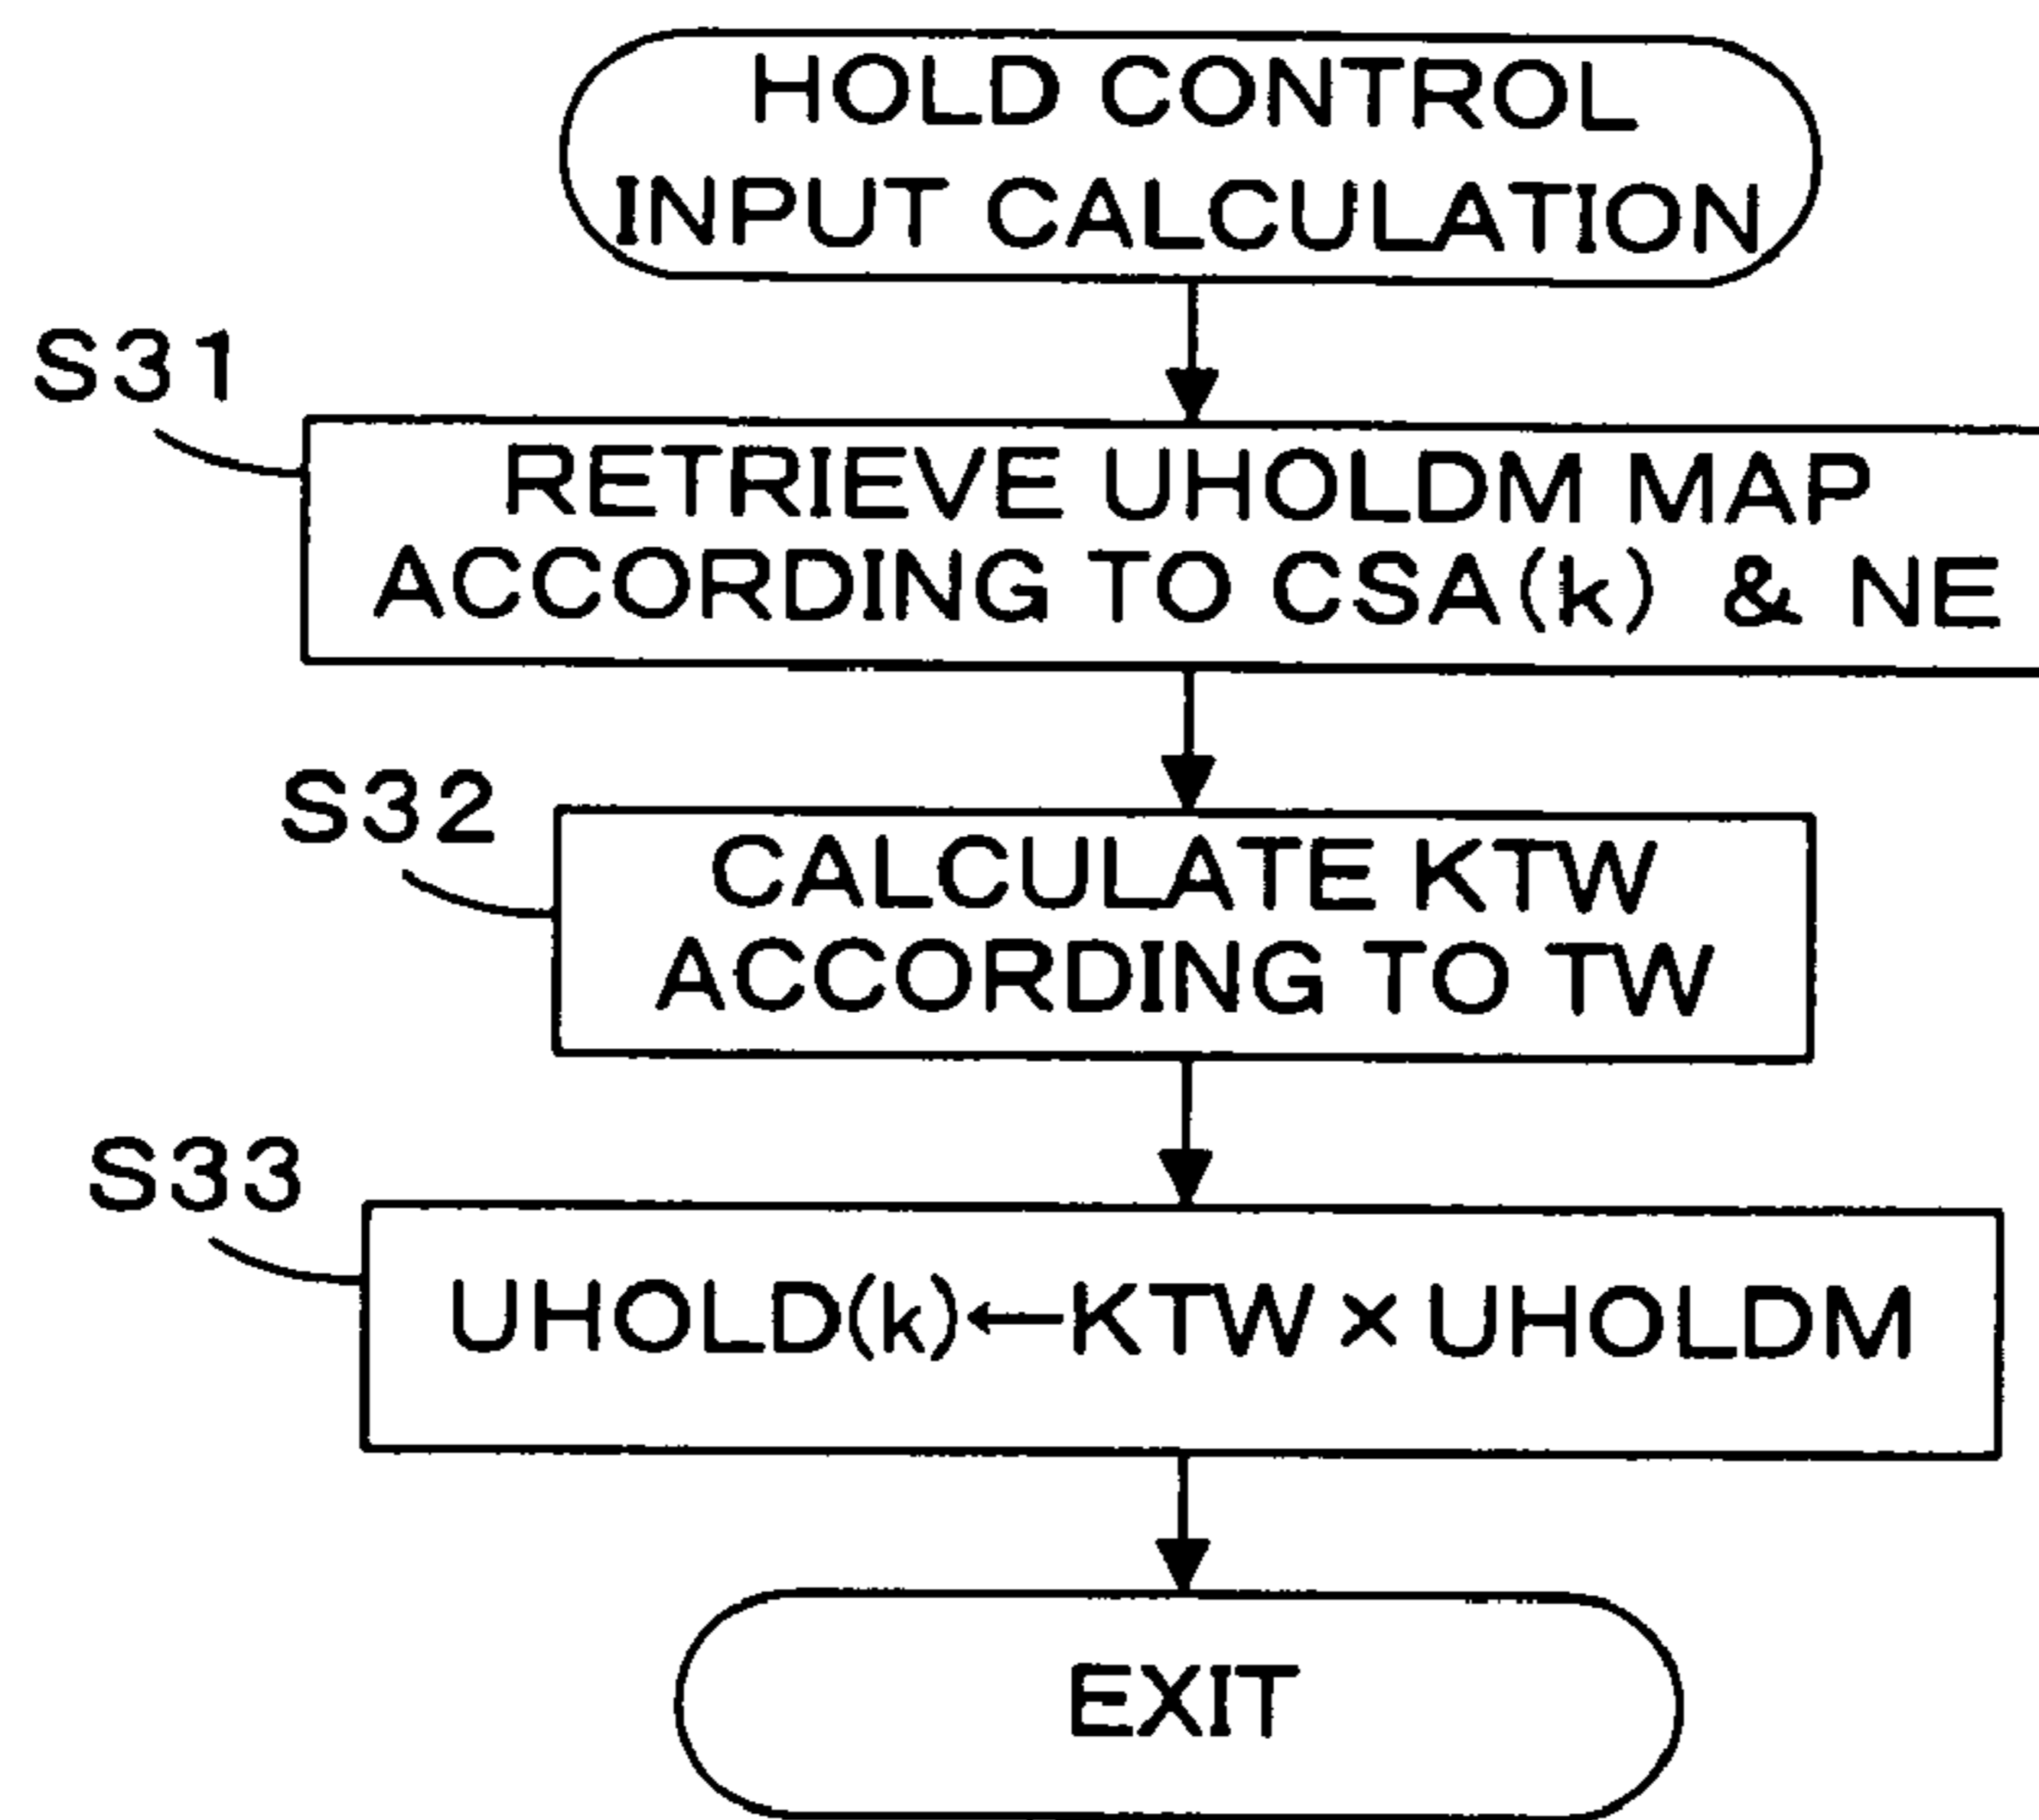 HOLD CONTROL
INPUT CALCULATION
S31
RETRIEVE UHOLDM MAP
ACCORDING TO CSA(k) & NE
S32
CALCULATE KTW
ACCORDING TO TW
S33
UHOLD(k)←KTW×UHOLDM
EXIT